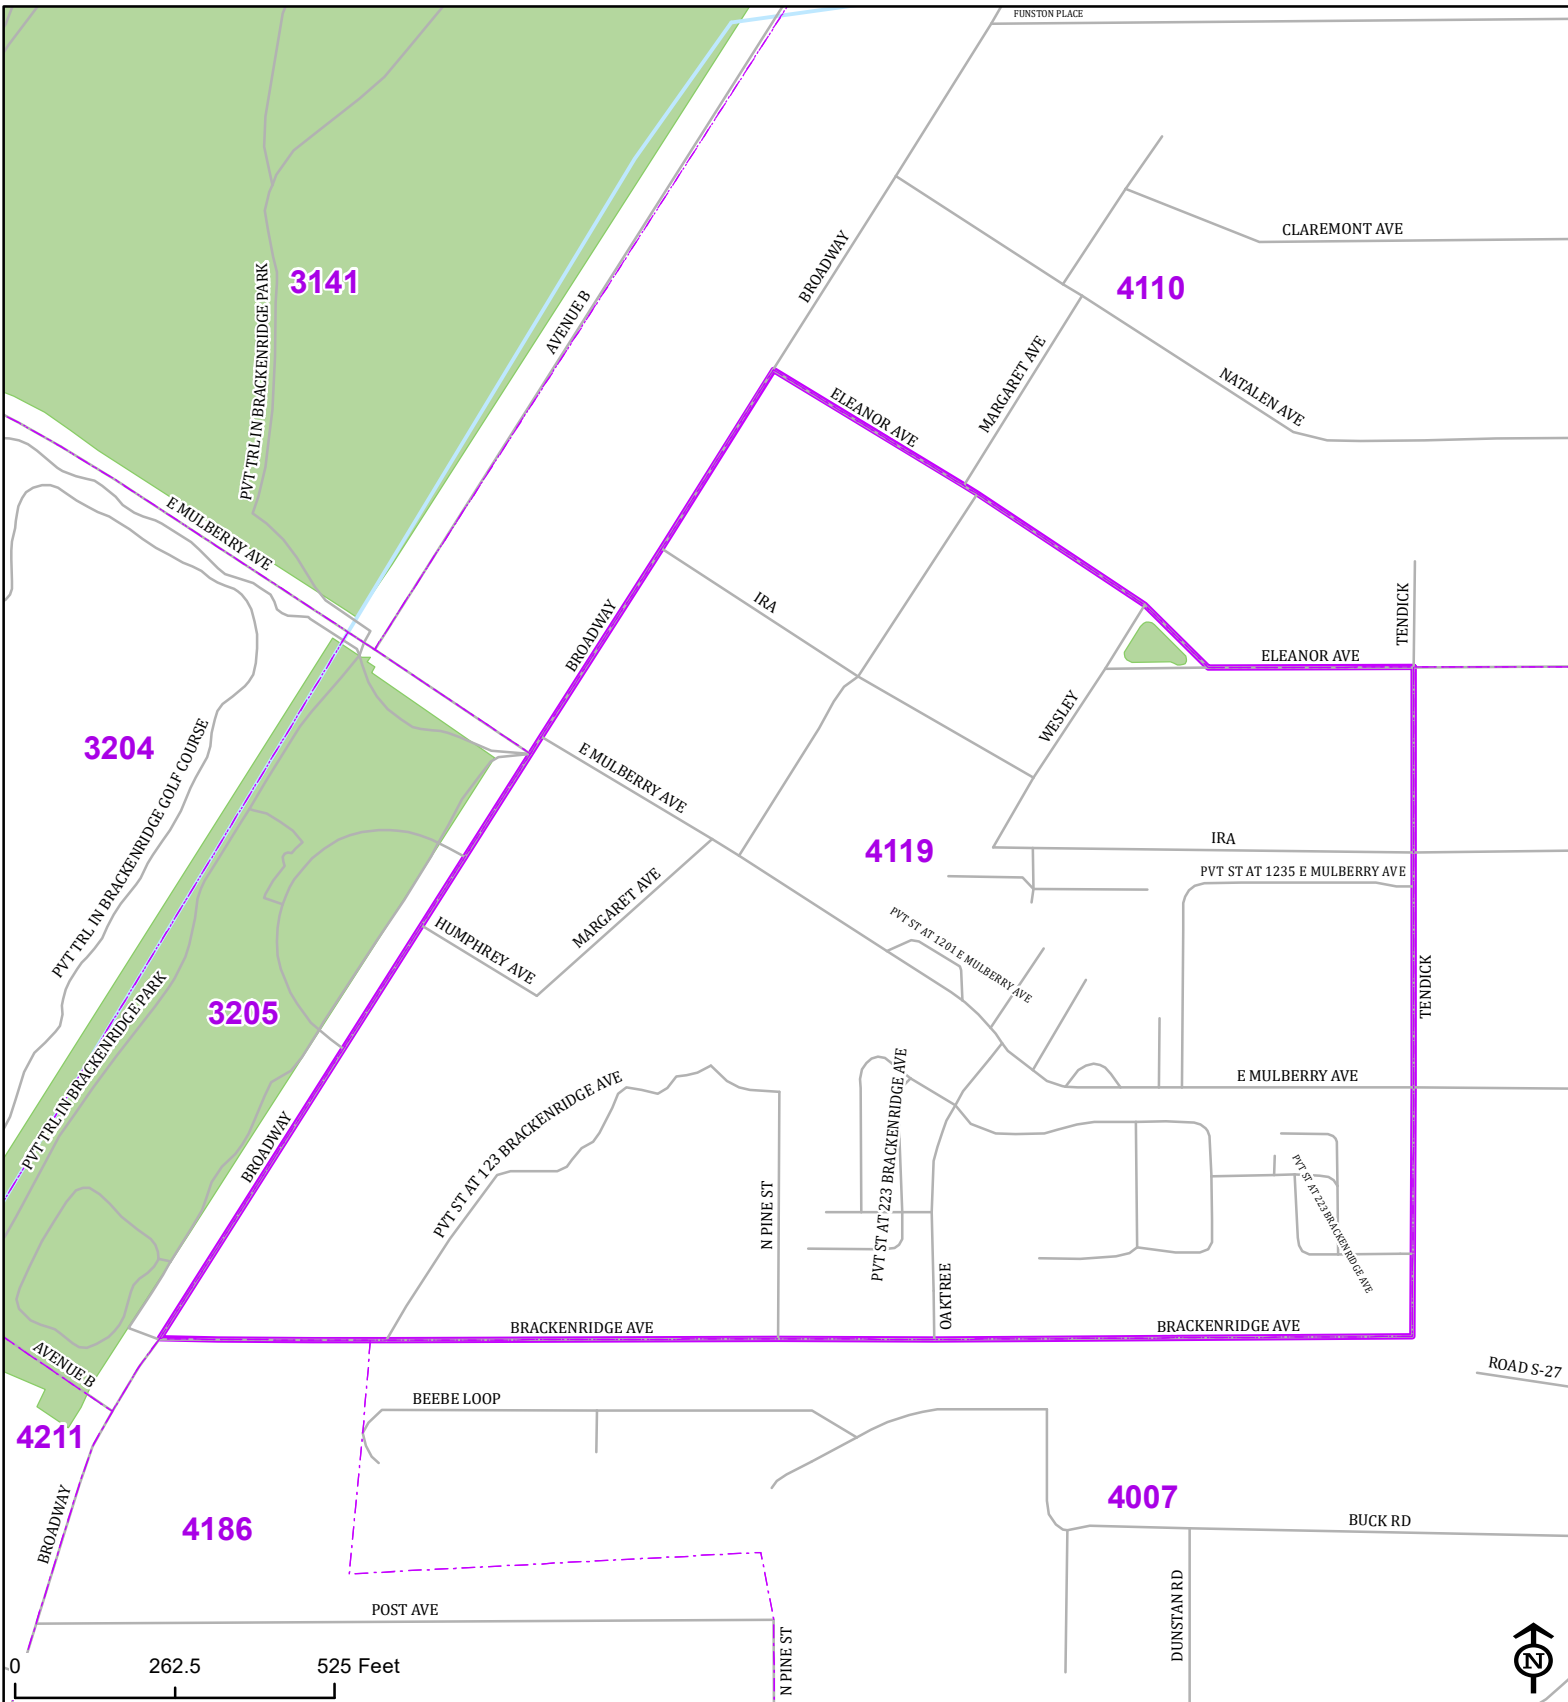 FUNSTON PLACE
CLAREMONT AVE
BROADWAY
3141
4110
PVT TRL IN BRACKENRIDGE PARK
AVENUE B
MARGARET AVE
NATALEN AVE
ELEANOR AVE
E MULBERRY AVE
IRA
TENDICK
BROADWAY
ELEANOR AVE
WESLEY
3204
PVT TRL IN BRACKENRIDGE GOLF COURSE
E MULBERRY AVE
4119
IRA
PVT ST AT 1235 E MULBERRY AVE
MARGARET AVE
HUMPHREY AVE
PVT ST AT 1201 E MULBERRY AVE
TENDICK
3205
PVT TRL IN BRACKENRIDGE PARK
E MULBERRY AVE
BROADWAY
PVT ST AT 123 BRACKENRIDGE AVE
PVT ST AT 223 BRACKENRIDGE AVE
N PINE ST
PVT ST AT 223 BRACKENRIDGE AVE
OAKTREE
BRACKENRIDGE AVE
BRACKENRIDGE AVE
AVENUE B
ROAD S-27
BEEBE LOOP
4211
4007
BROADWAY
4186
BUCK RD
POST AVE
DUNSTAN RD
N PINE ST
0 262.5 525 Feet
N